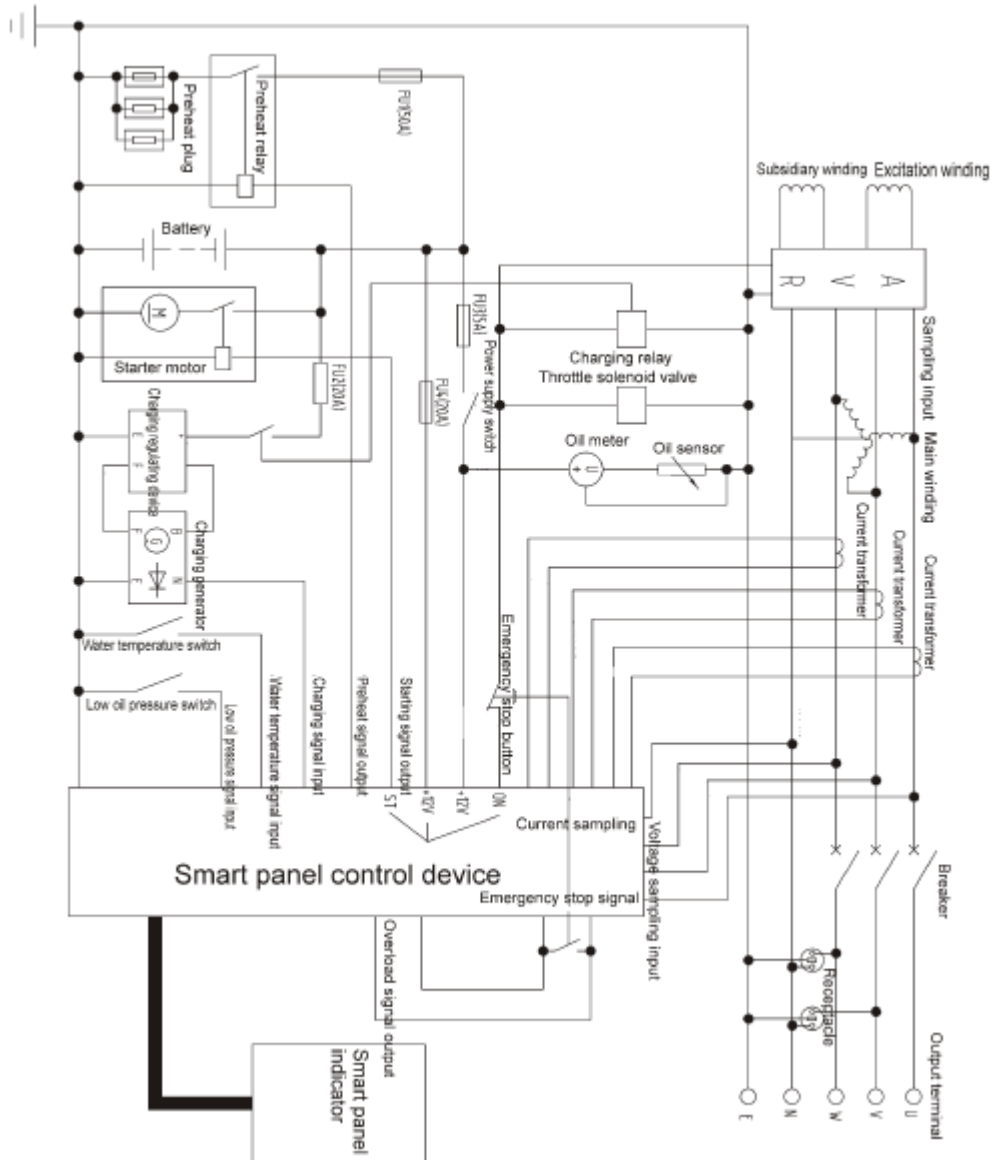 Preheat plug
Preheat relay
FU1(50A)
Subsidiary winding
Excitation winding
Battery
R
V
A
V
Sampling input
M
Starter motor
FU2(20A)
FU3(5A)
FU4(20A)
Power supply switch
Charging relay
Throttle solenoid valve
Oil meter
U
+
Oil sensor
Main winding
Charging regulating device
+
E
F
F
B
G
F
E
N
Charging generator
Current transformer
Current transformer
Current transformer
Water temperature switch
Low oil pressure switch
Emergency stop button
Low oil pressure signal input
Water temperature signal input
Charging signal input
Preheat signal output
Starting signal output
ST
+12V
+12V
ON
Current sampling
Smart panel control device
Emergency stop signal
Voltage sampling input
Breaker
Overload signal output
Receptacle
Smart panel
indicator
Output terminal
E
N
W
V
U